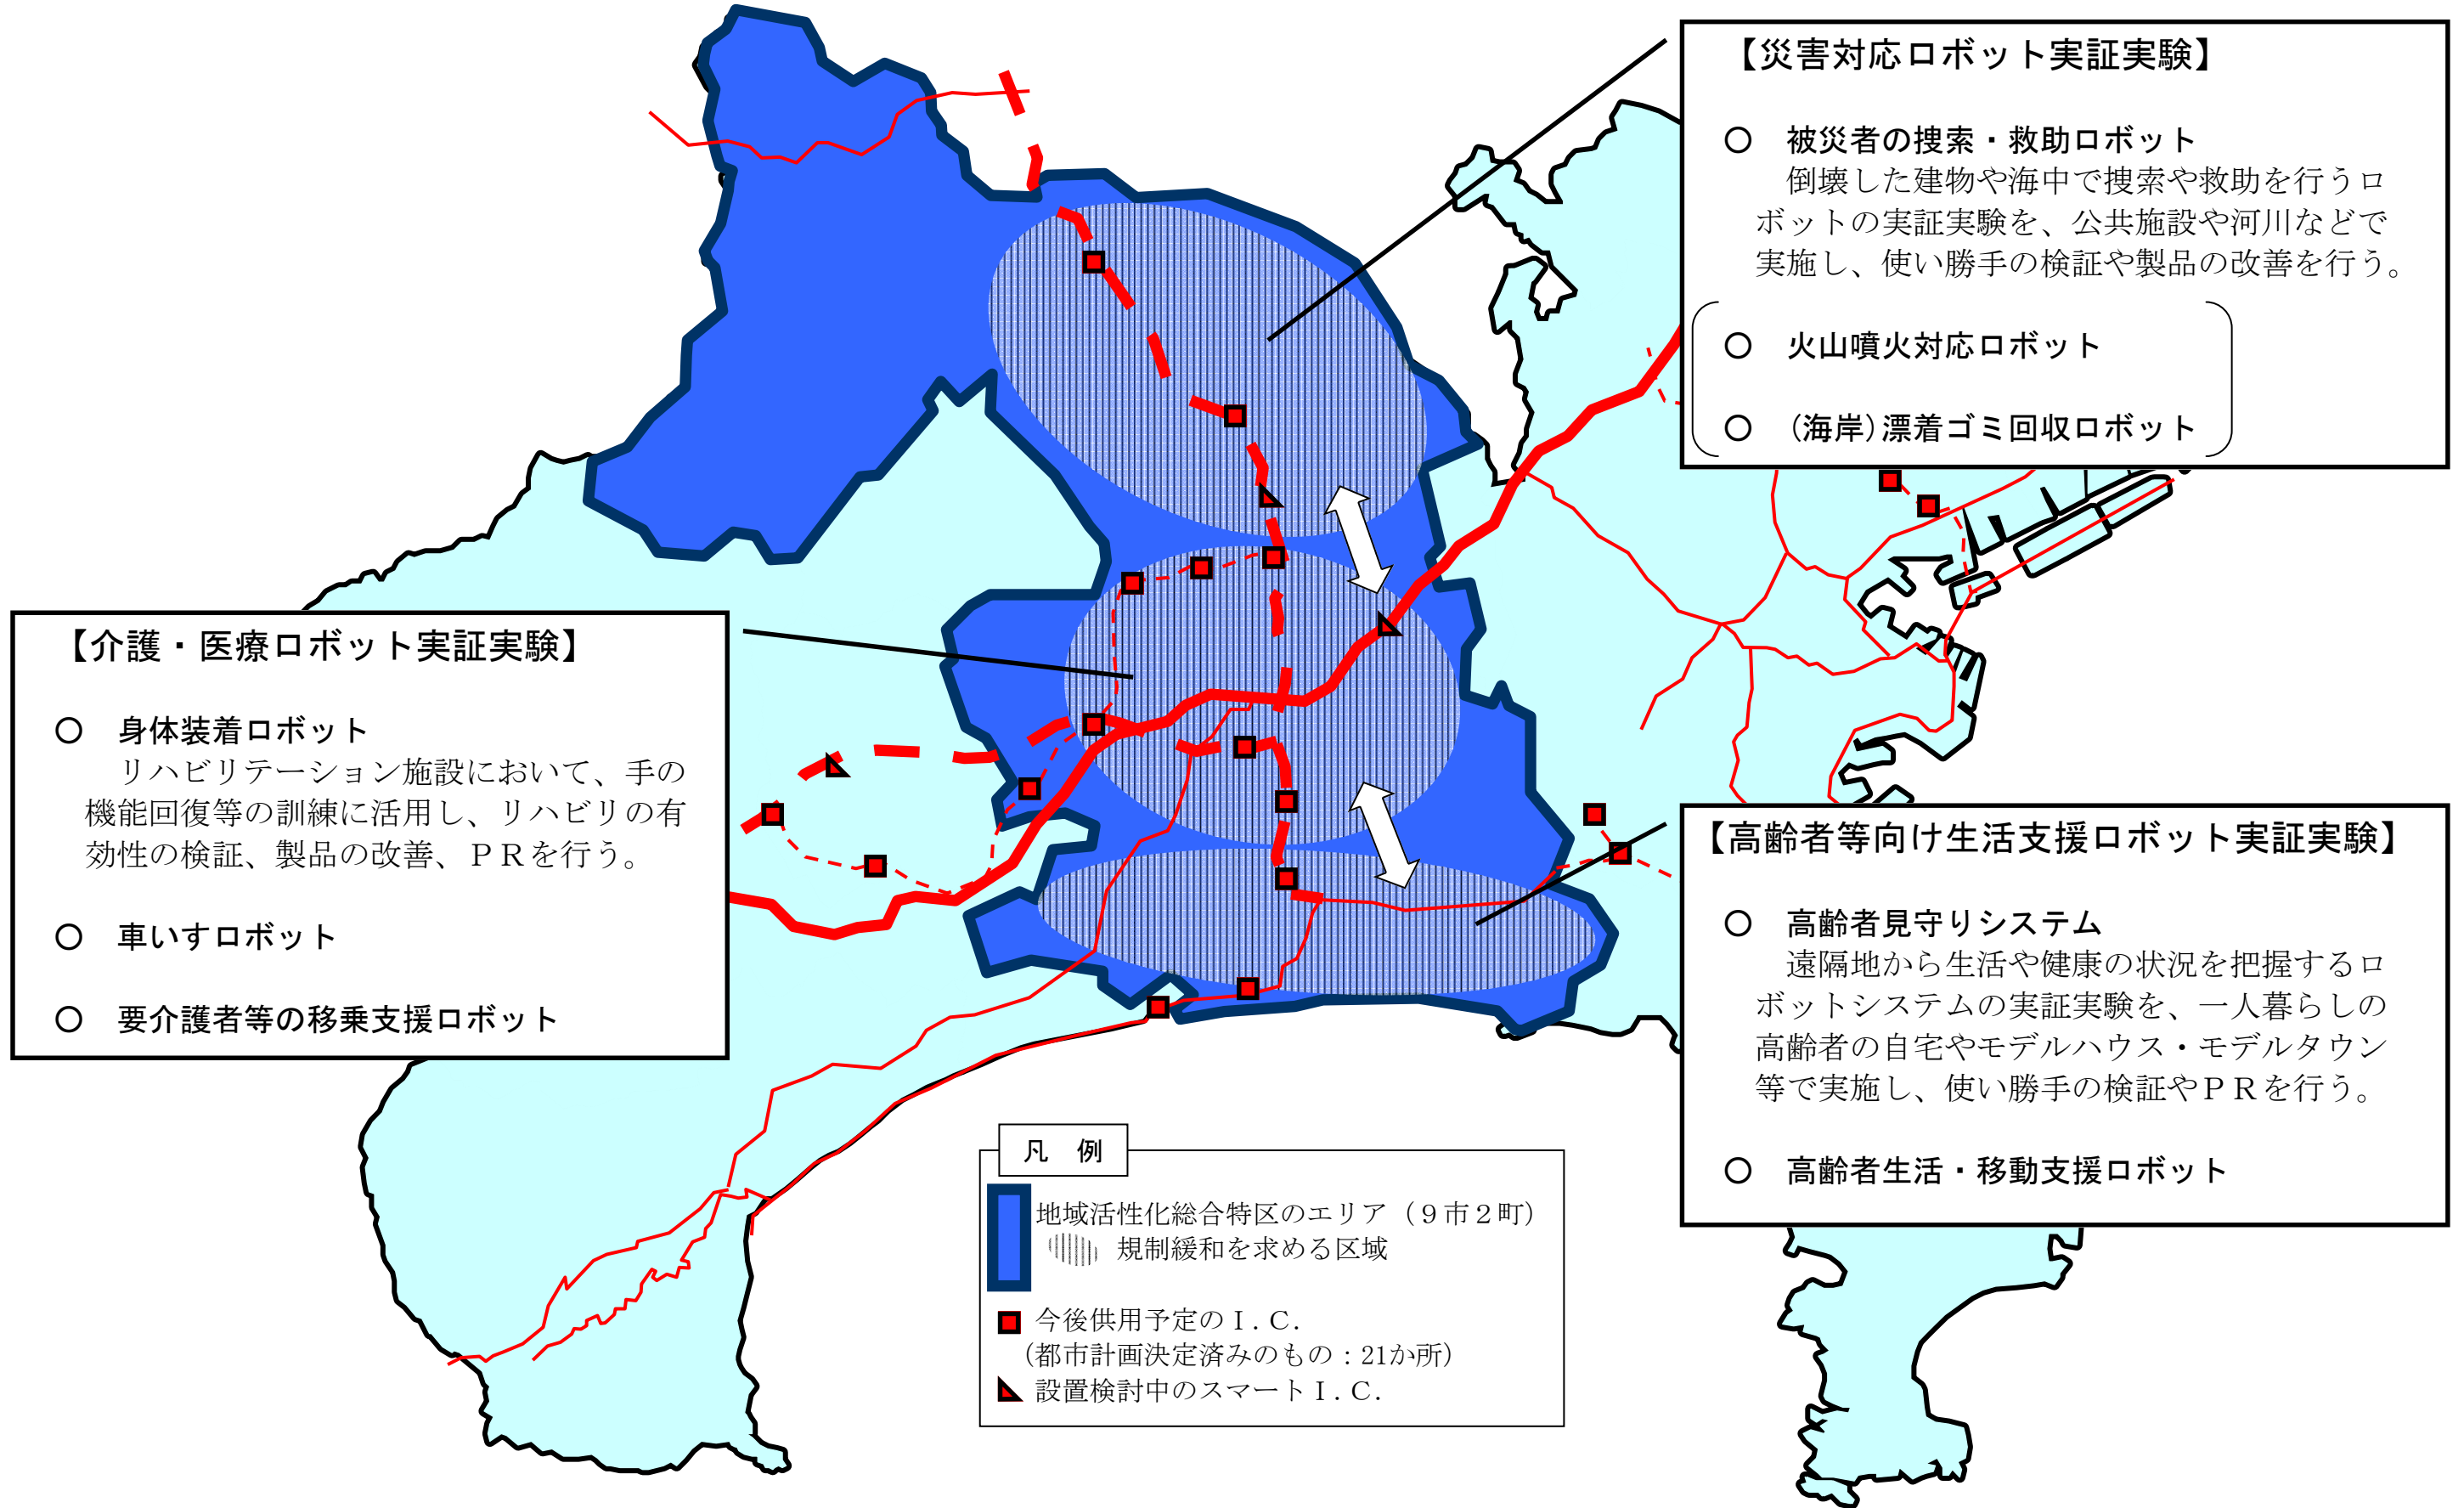 【災害対応ロボット実証実験】
○　被災者の捜索・救助ロボット
倒壊した建物や海中で捜索や救助を行うロ
ボットの実証実験を、公共施設や河川などで
実施し、使い勝手の検証や製品の改善を行う。
○　火山噴火対応ロボット
○　(海岸)漂着ゴミ回収ロボット
【介護・医療ロボット実証実験】
○　身体装着ロボット
リハビリテーション施設において、手の
機能回復等の訓練に活用し、リハビリの有
効性の検証、製品の改善、ＰＲを行う。
○　車いすロボット
○　要介護者等の移乗支援ロボット
【高齢者等向け生活支援ロボット実証実験】
○　高齢者見守りシステム
遠隔地から生活や健康の状況を把握するロ
ボットシステムの実証実験を、一人暮らしの
高齢者の自宅やモデルハウス・モデルタウン
等で実施し、使い勝手の検証やＰＲを行う。
○　高齢者生活・移動支援ロボット
凡　例
地域活性化総合特区のエリア（９市２町）
規制緩和を求める区域
今後供用予定のＩ.Ｃ.
（都市計画決定済みのもの：21か所）
設置検討中のスマートＩ.Ｃ.